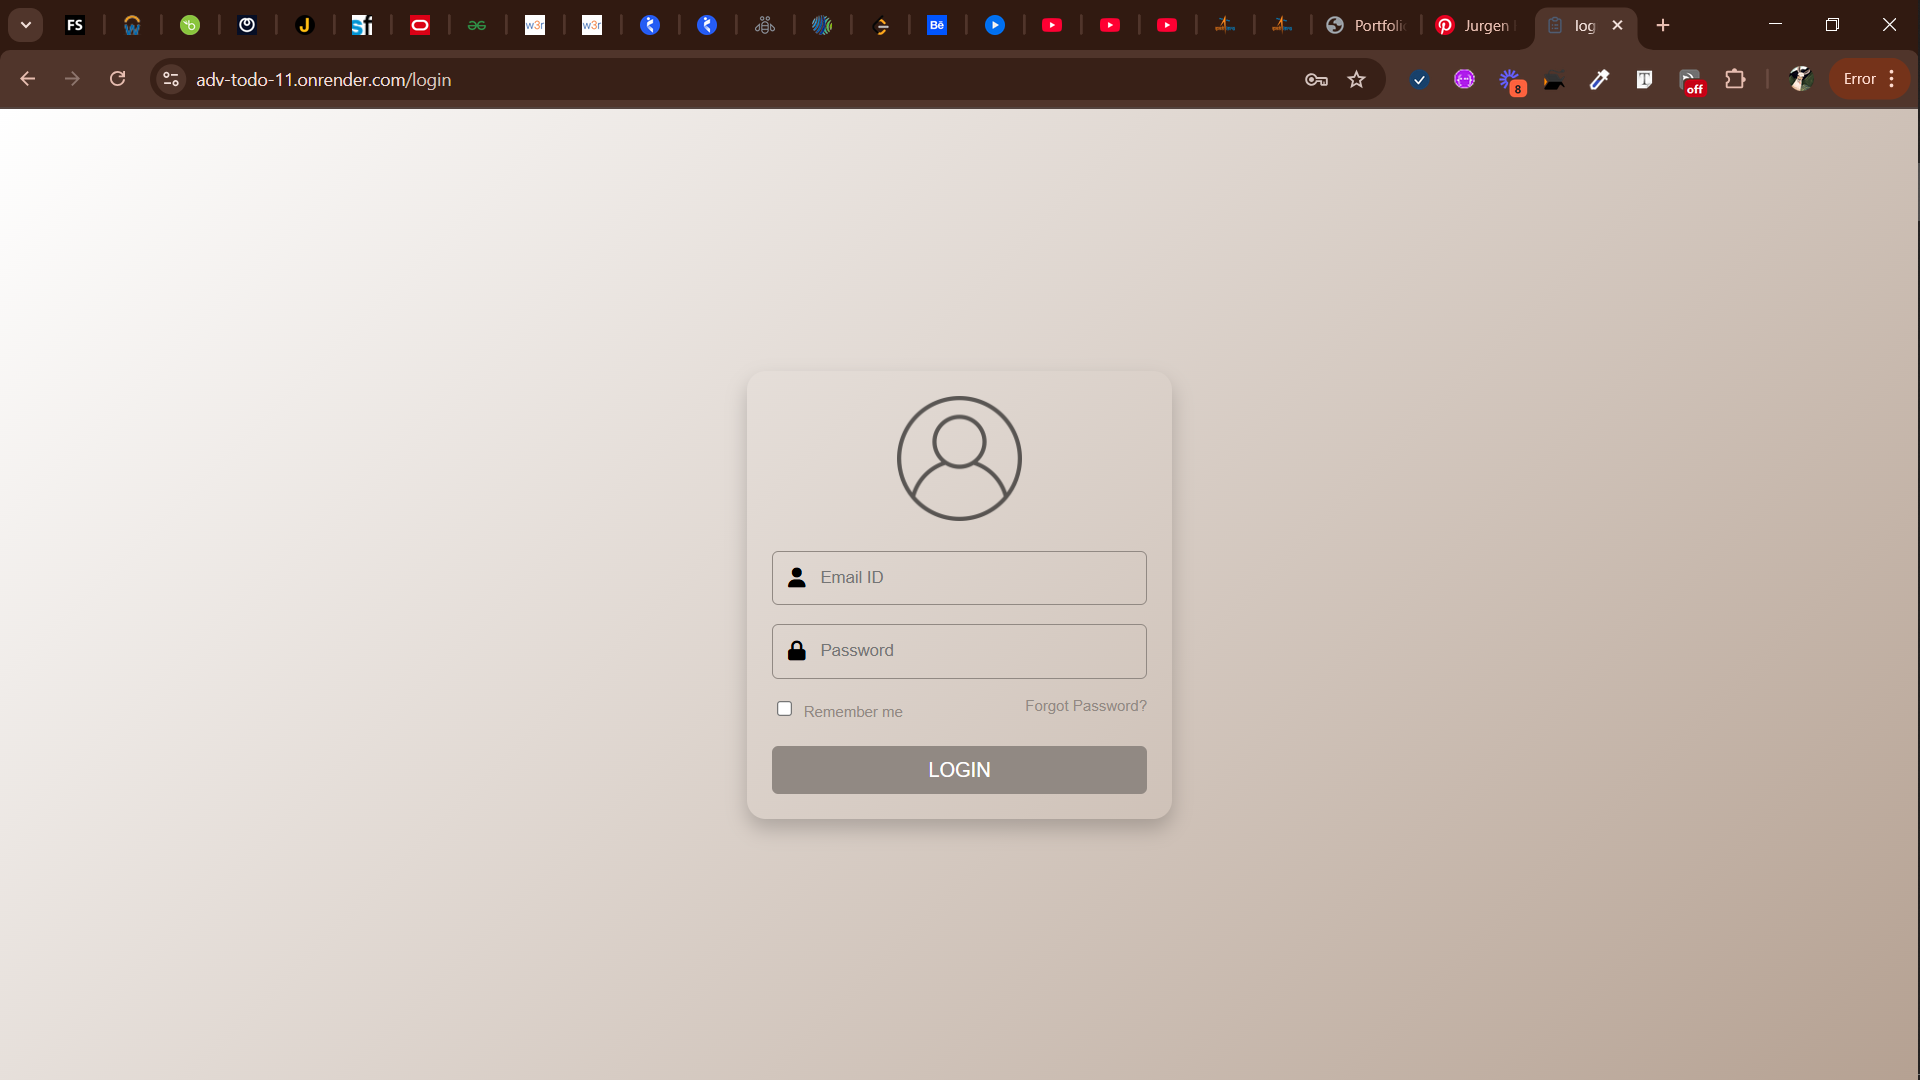 FS
J
w3r
w3r
Bē
Portfolio
Jurgen
log
adv-todo-11.onrender.com/login
8
T
off
Error
Email ID
Password
Remember me
Forgot Password?
LOGIN